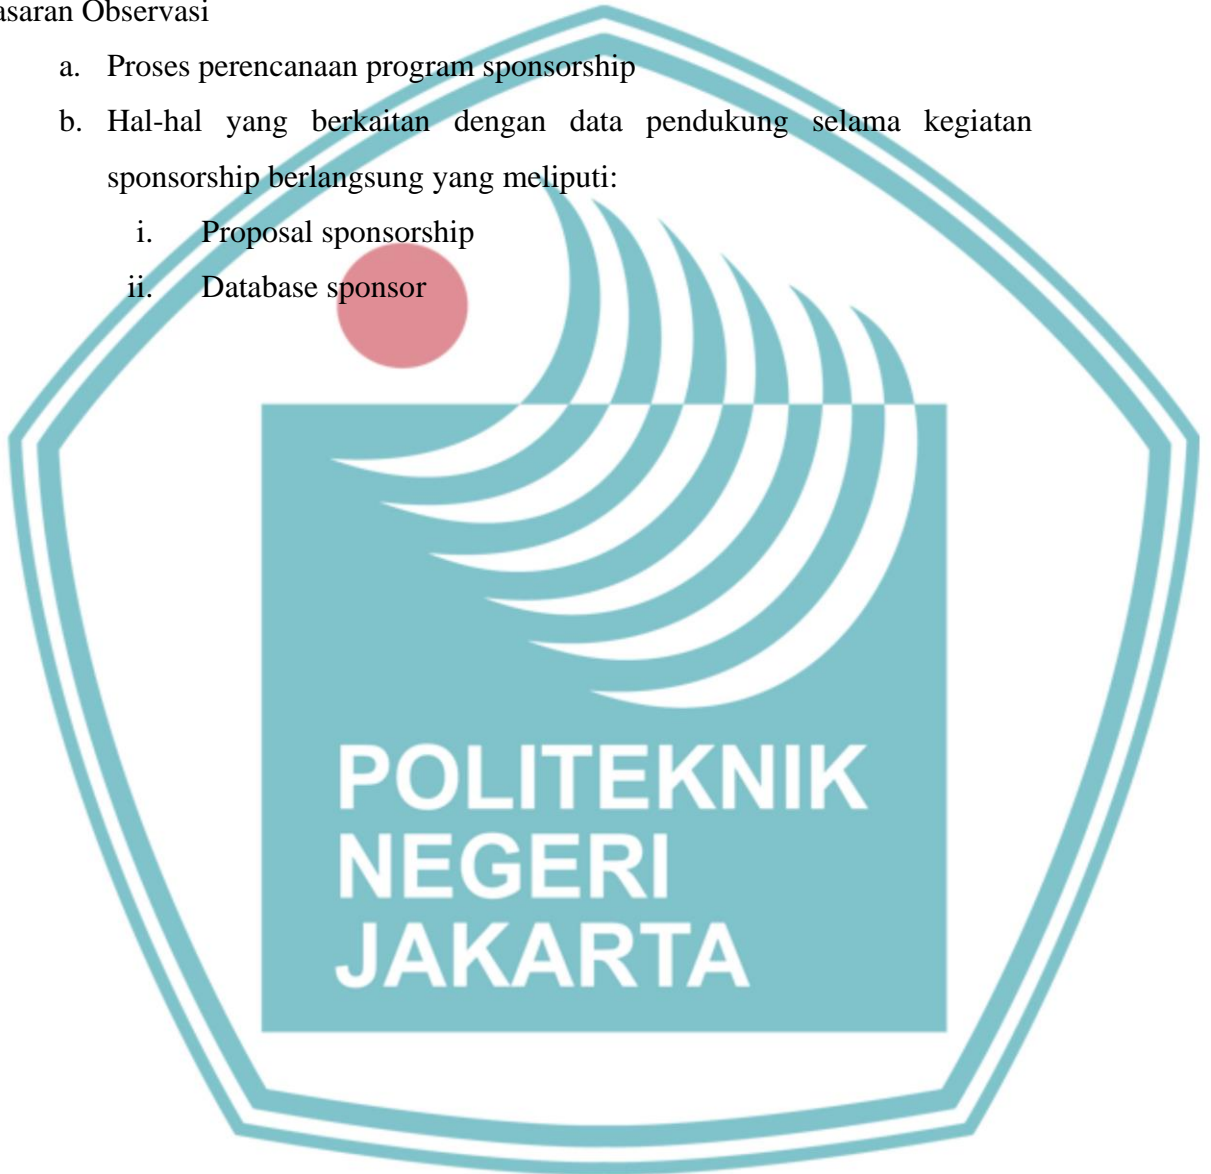 asaran Observasi
a. Proses perencanaan program sponsorship
b. Hal-hal yang berkaitan dengan data pendukung selama kegiatan
sponsorship berlangsung yang meliputi:
i. Proposal sponsorship
ii. Database sponsor
POLITEKNIK
NEGERI
JAKARTA